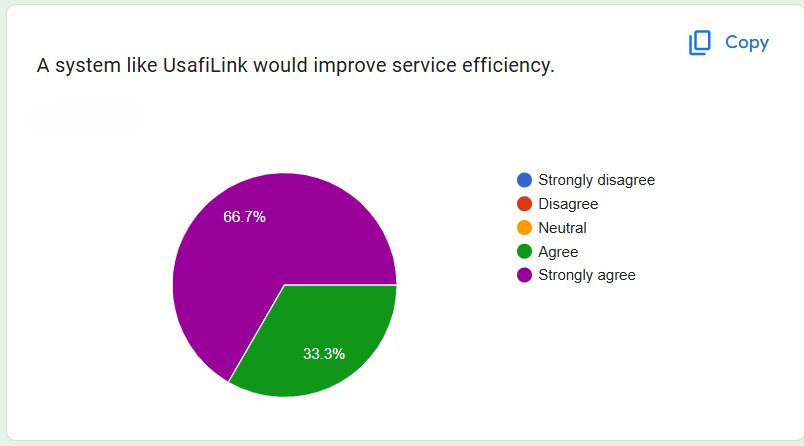 Copy
A system like UsafiLink would improve service efficiency.
66.7%
33.3%
Strongly disagree
Disagree
Neutral
Agree
Strongly agree